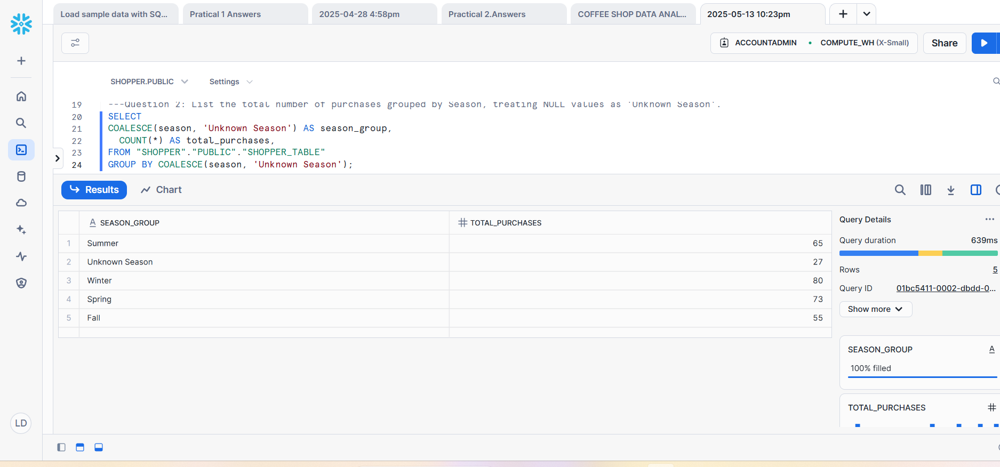 Load sample data with SQ...
Pratical 1 Answers
2025-04-28 4:58pm
Practical 2.Answers
COFFEE SHOP DATA ANAL...
2025-05-13 10:23pm
ACCOUNTADMIN
COMPUTE_WH (X-Small)
Share
SHOPPER.PUBLIC
Settings
19 ---Question 2: List the total number of purchases grouped by Season, treating NULL values as 'Unknown Season'.
20 SELECT
21 COALESCE(season, 'Unknown Season') AS season_group,
22 COUNT(*) AS total_purchases,
23 FROM "SHOPPER"."PUBLIC"."SHOPPER_TABLE"
24 GROUP BY COALESCE(season, 'Unknown Season');
Results
Chart
A SEASON_GROUP # TOTAL_PURCHASES
1 Summer 65
2 Unknown Season 27
3 Winter 80
4 Spring 73
5 Fall 55
Query Details
Query duration 639ms
Rows 5
Query ID 01bc5411-0002-dbdd-0...
Show more
SEASON_GROUP A
100% filled
TOTAL_PURCHASES #
LD